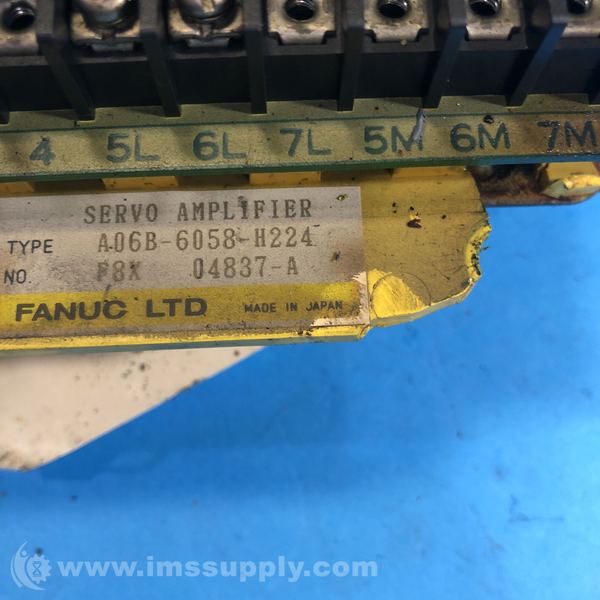 4 5L 6L 7L 5M 6M 7M
SERVO AMPLIFIER
TYPE A06B-6058-H224
NO. F8X 04837-A
FANUC LTD MADE IN JAPAN
www.imssupply.com